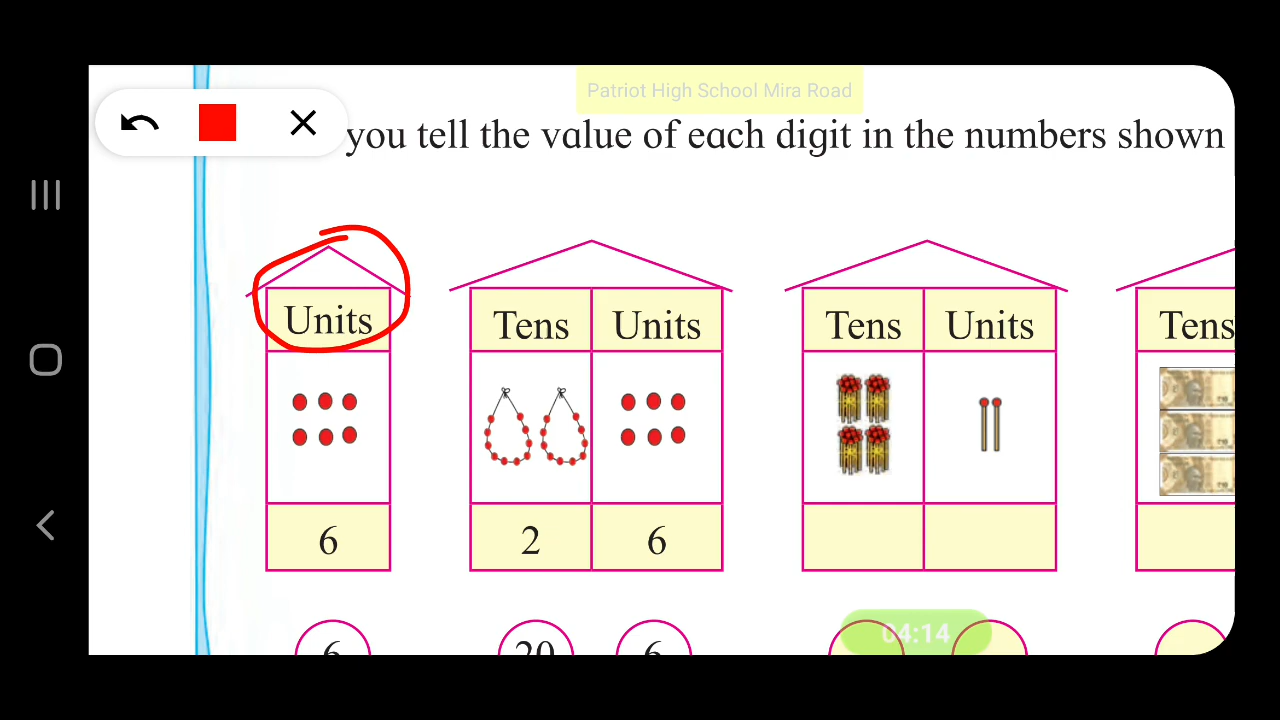 Patriot High School Mira Road
you tell the value of each digit in the numbers shown
Units
Tens Units
Tens Units
Tens
6
2 6
04:14
6 20 6